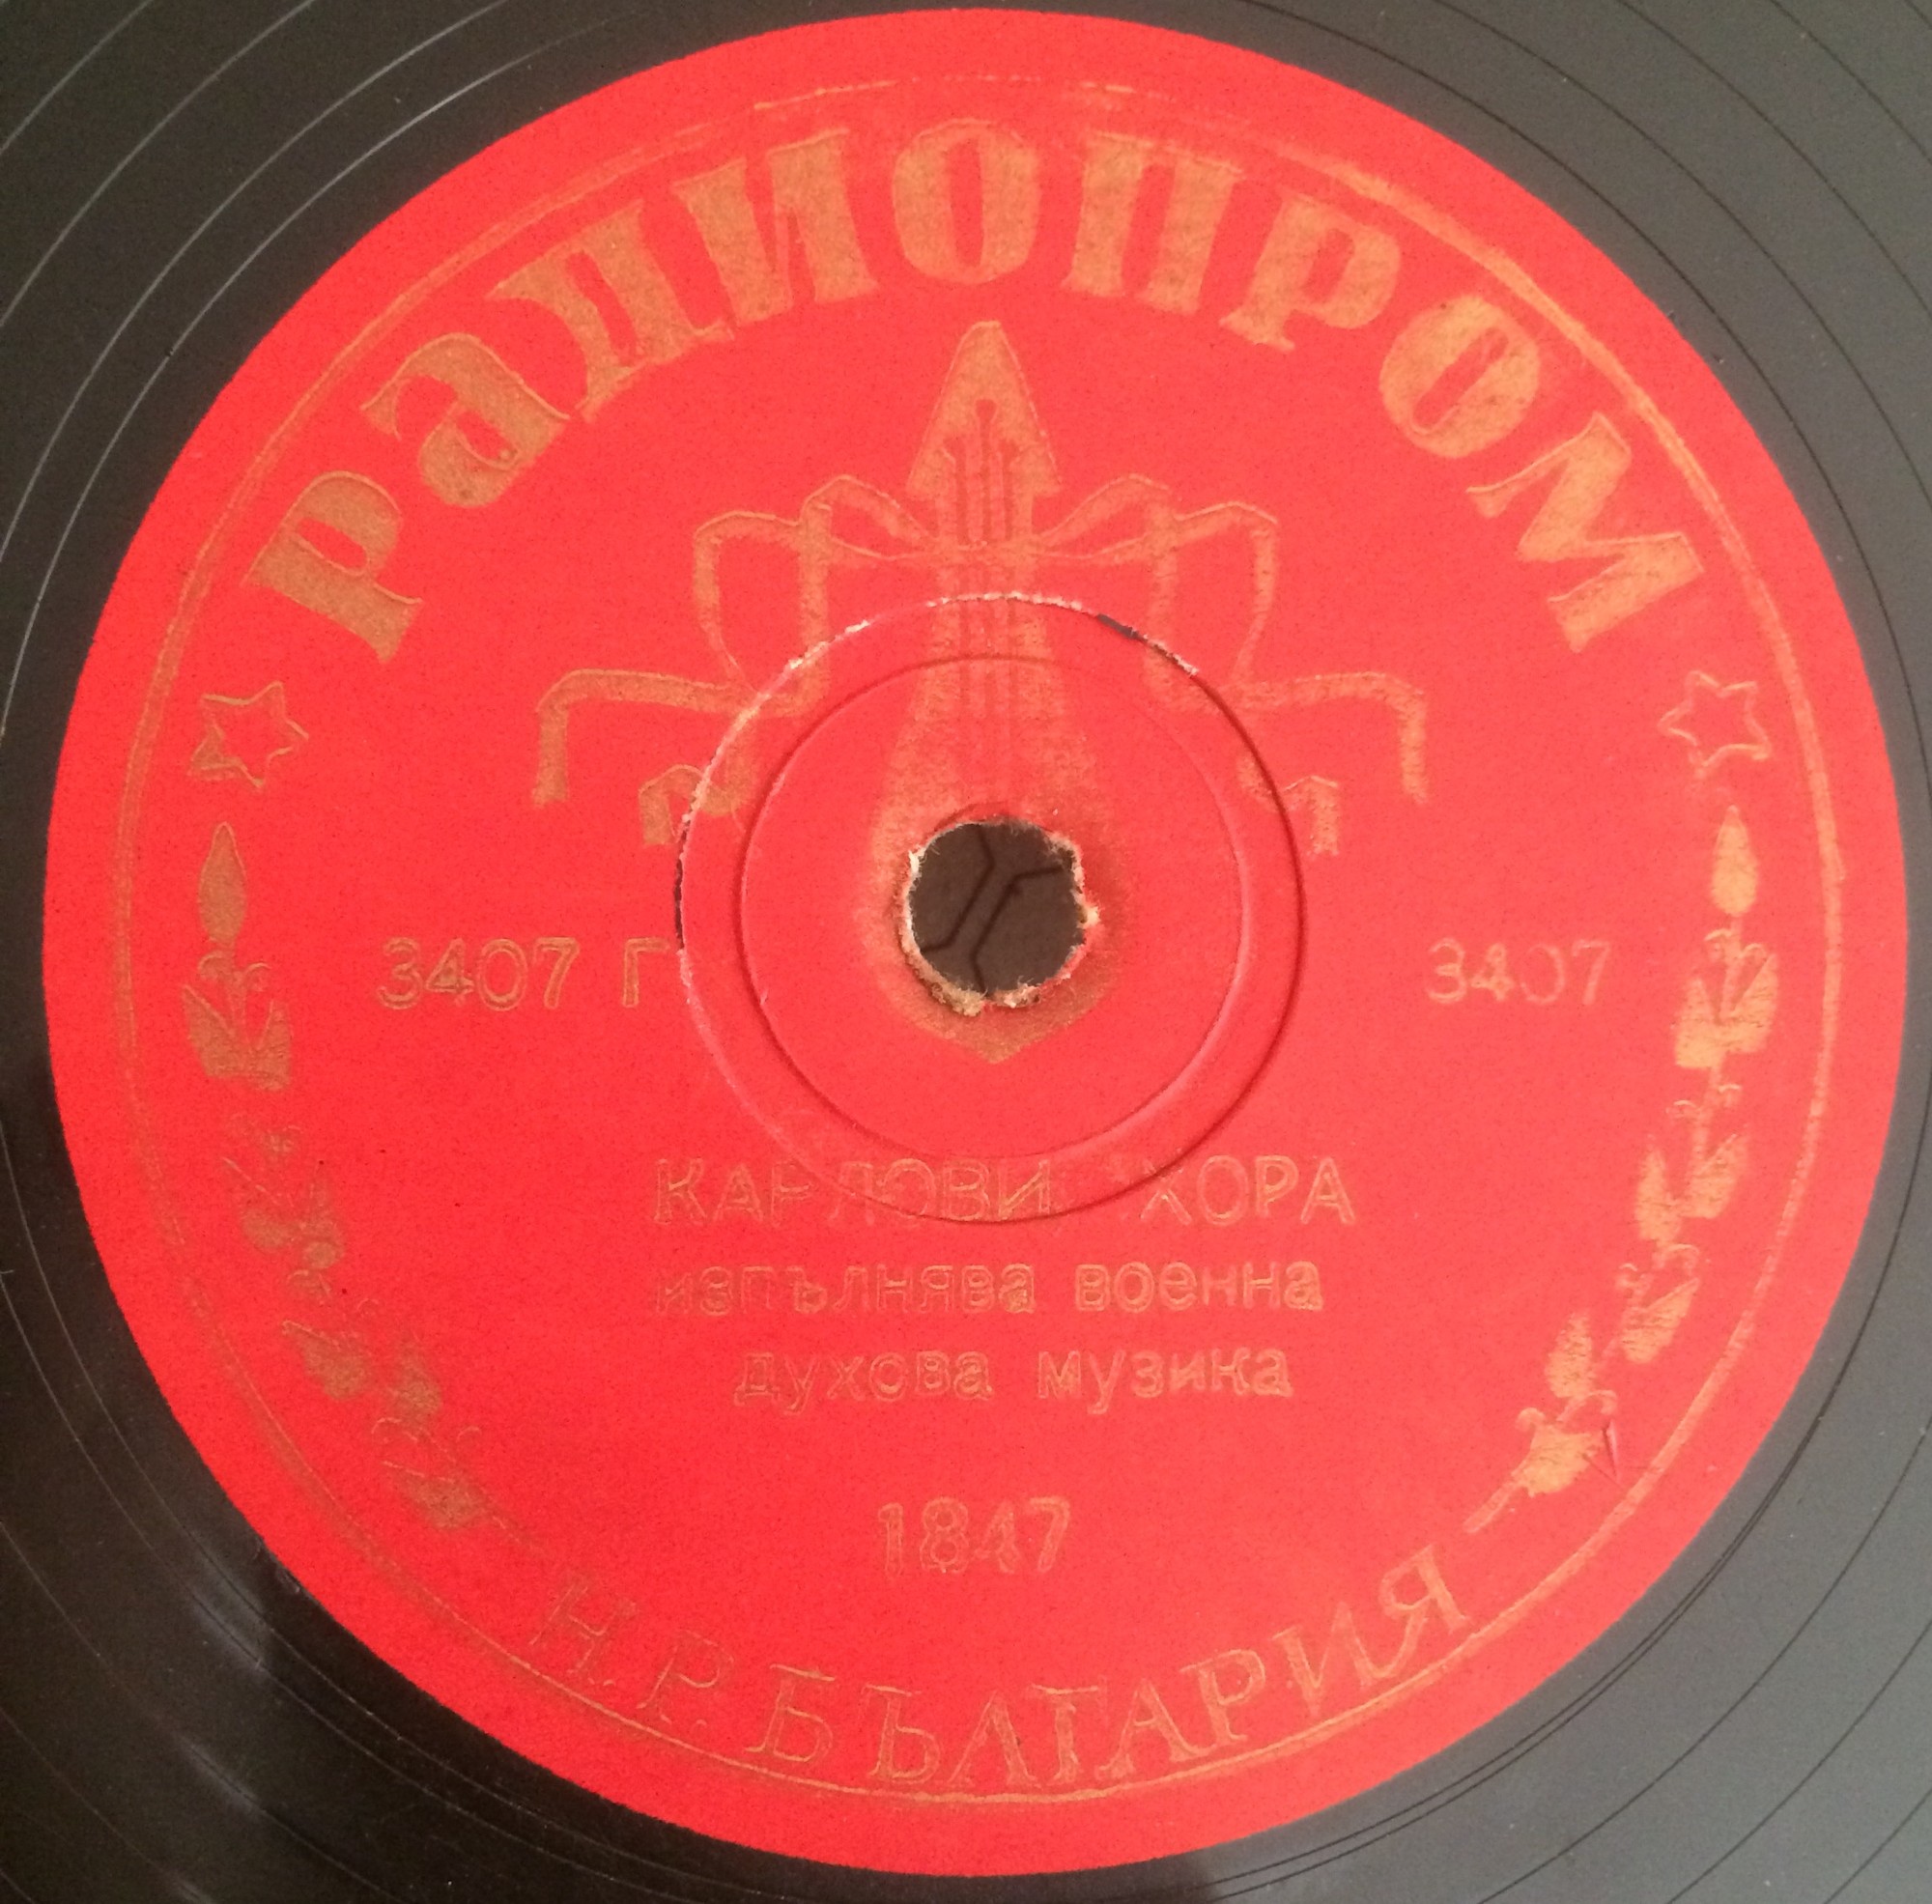 РАДИОПРОМ
3407 Г 3407
КАРЛОВИ ХОРА
изпълнява военна
духова музика
1847
Н.Р. БЪЛГАРИЯ